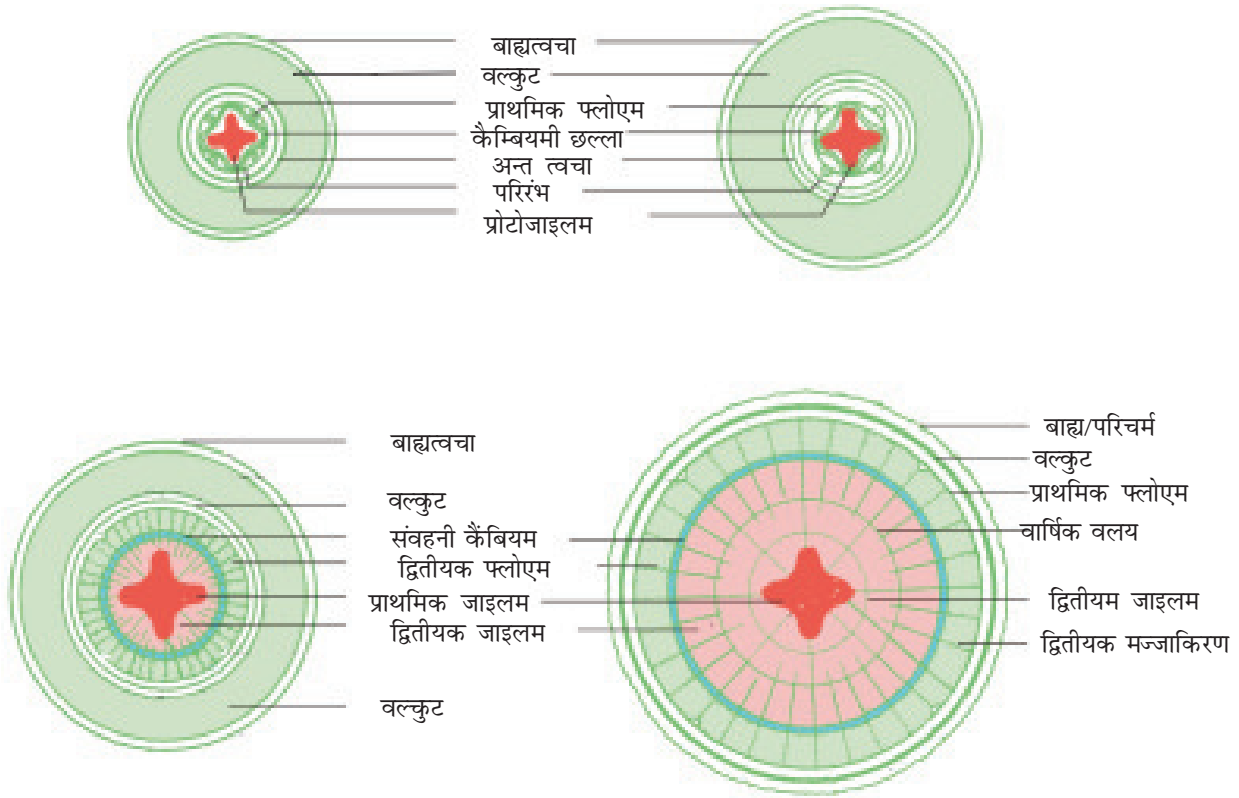 बाह्यत्वचा
वल्कुट
प्राथमिक फ्लोएम
कैम्बियमी छल्ला
अन्त त्वचा
परिरंभ
प्रोटोजाइलम
बाह्यत्वचा
वल्कुट
संवहनी कैंबियम
द्वितीयक फ्लोएम
प्राथमिक जाइलम
द्वितीयक जाइलम
वल्कुट
बाह्य/परिचर्म
वल्कुट
प्राथमिक फ्लोएम
वार्षिक वलय
द्वितीयम जाइलम
द्वितीयक मज्जाकिरण